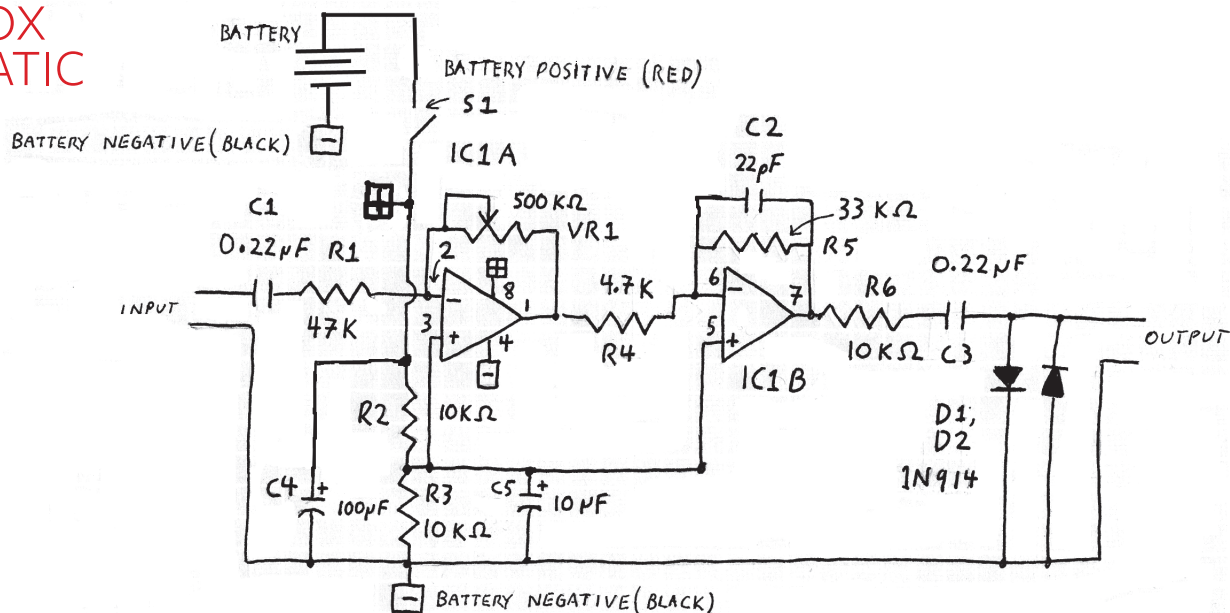 OX
ATIC
BATTERY
BATTERY POSITIVE (RED)
S1
BATTERY NEGATIVE (BLACK)
-
IC1A
+
C1
0.22µF
R1
47K
INPUT
2
3
-
+
+
8
1
4
-
500KΩ
VR1
4.7K
R4
C2
22pF
33 KΩ
R5
6
5
-
+
7
IC1B
R6
10KΩ
0.22µF
C3
OUTPUT
D1,
D2
1N914
R2
10KΩ
C4
+
100µF
R3
10KΩ
C5
+
10µF
-
BATTERY NEGATIVE (BLACK)